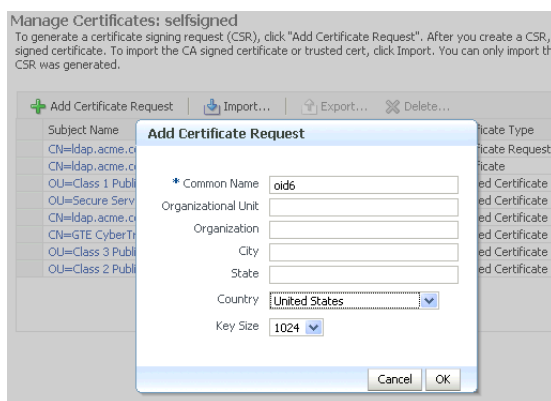 Manage Certificates: selfsigned
To generate a certificate signing request (CSR), click "Add Certificate Request". After you create a CSR,
signed certificate. To import the CA signed certificate or trusted cert, click Import. You can only import th
CSR was generated.
Add Certificate Request Import... Export... Delete...
Subject Name ficate Type
CN=ldap.acme.co ficate Request
CN=ldap.acme.co ficate
OU=Class 1 Publi ed Certificate
OU=Secure Serv ed Certificate
CN=ldap.acme.co ed Certificate
CN=GTE CyberTr ed Certificate
OU=Class 3 Publi ed Certificate
OU=Class 2 Publi ed Certificate
Add Certificate Request
* Common Name oid6
Organizational Unit
Organization
City
State
Country United States
Key Size 1024
Cancel OK